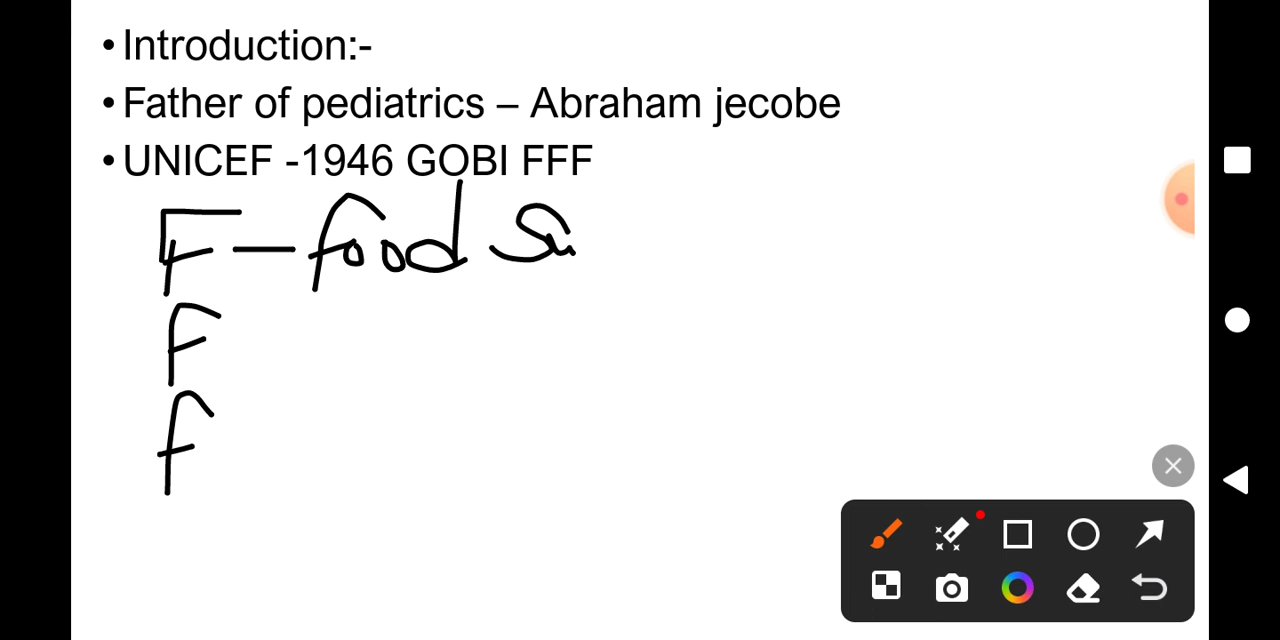 • Introduction:-
• Father of pediatrics – Abraham jecobe
• UNICEF -1946 GOBI FFF
F — food
F
F